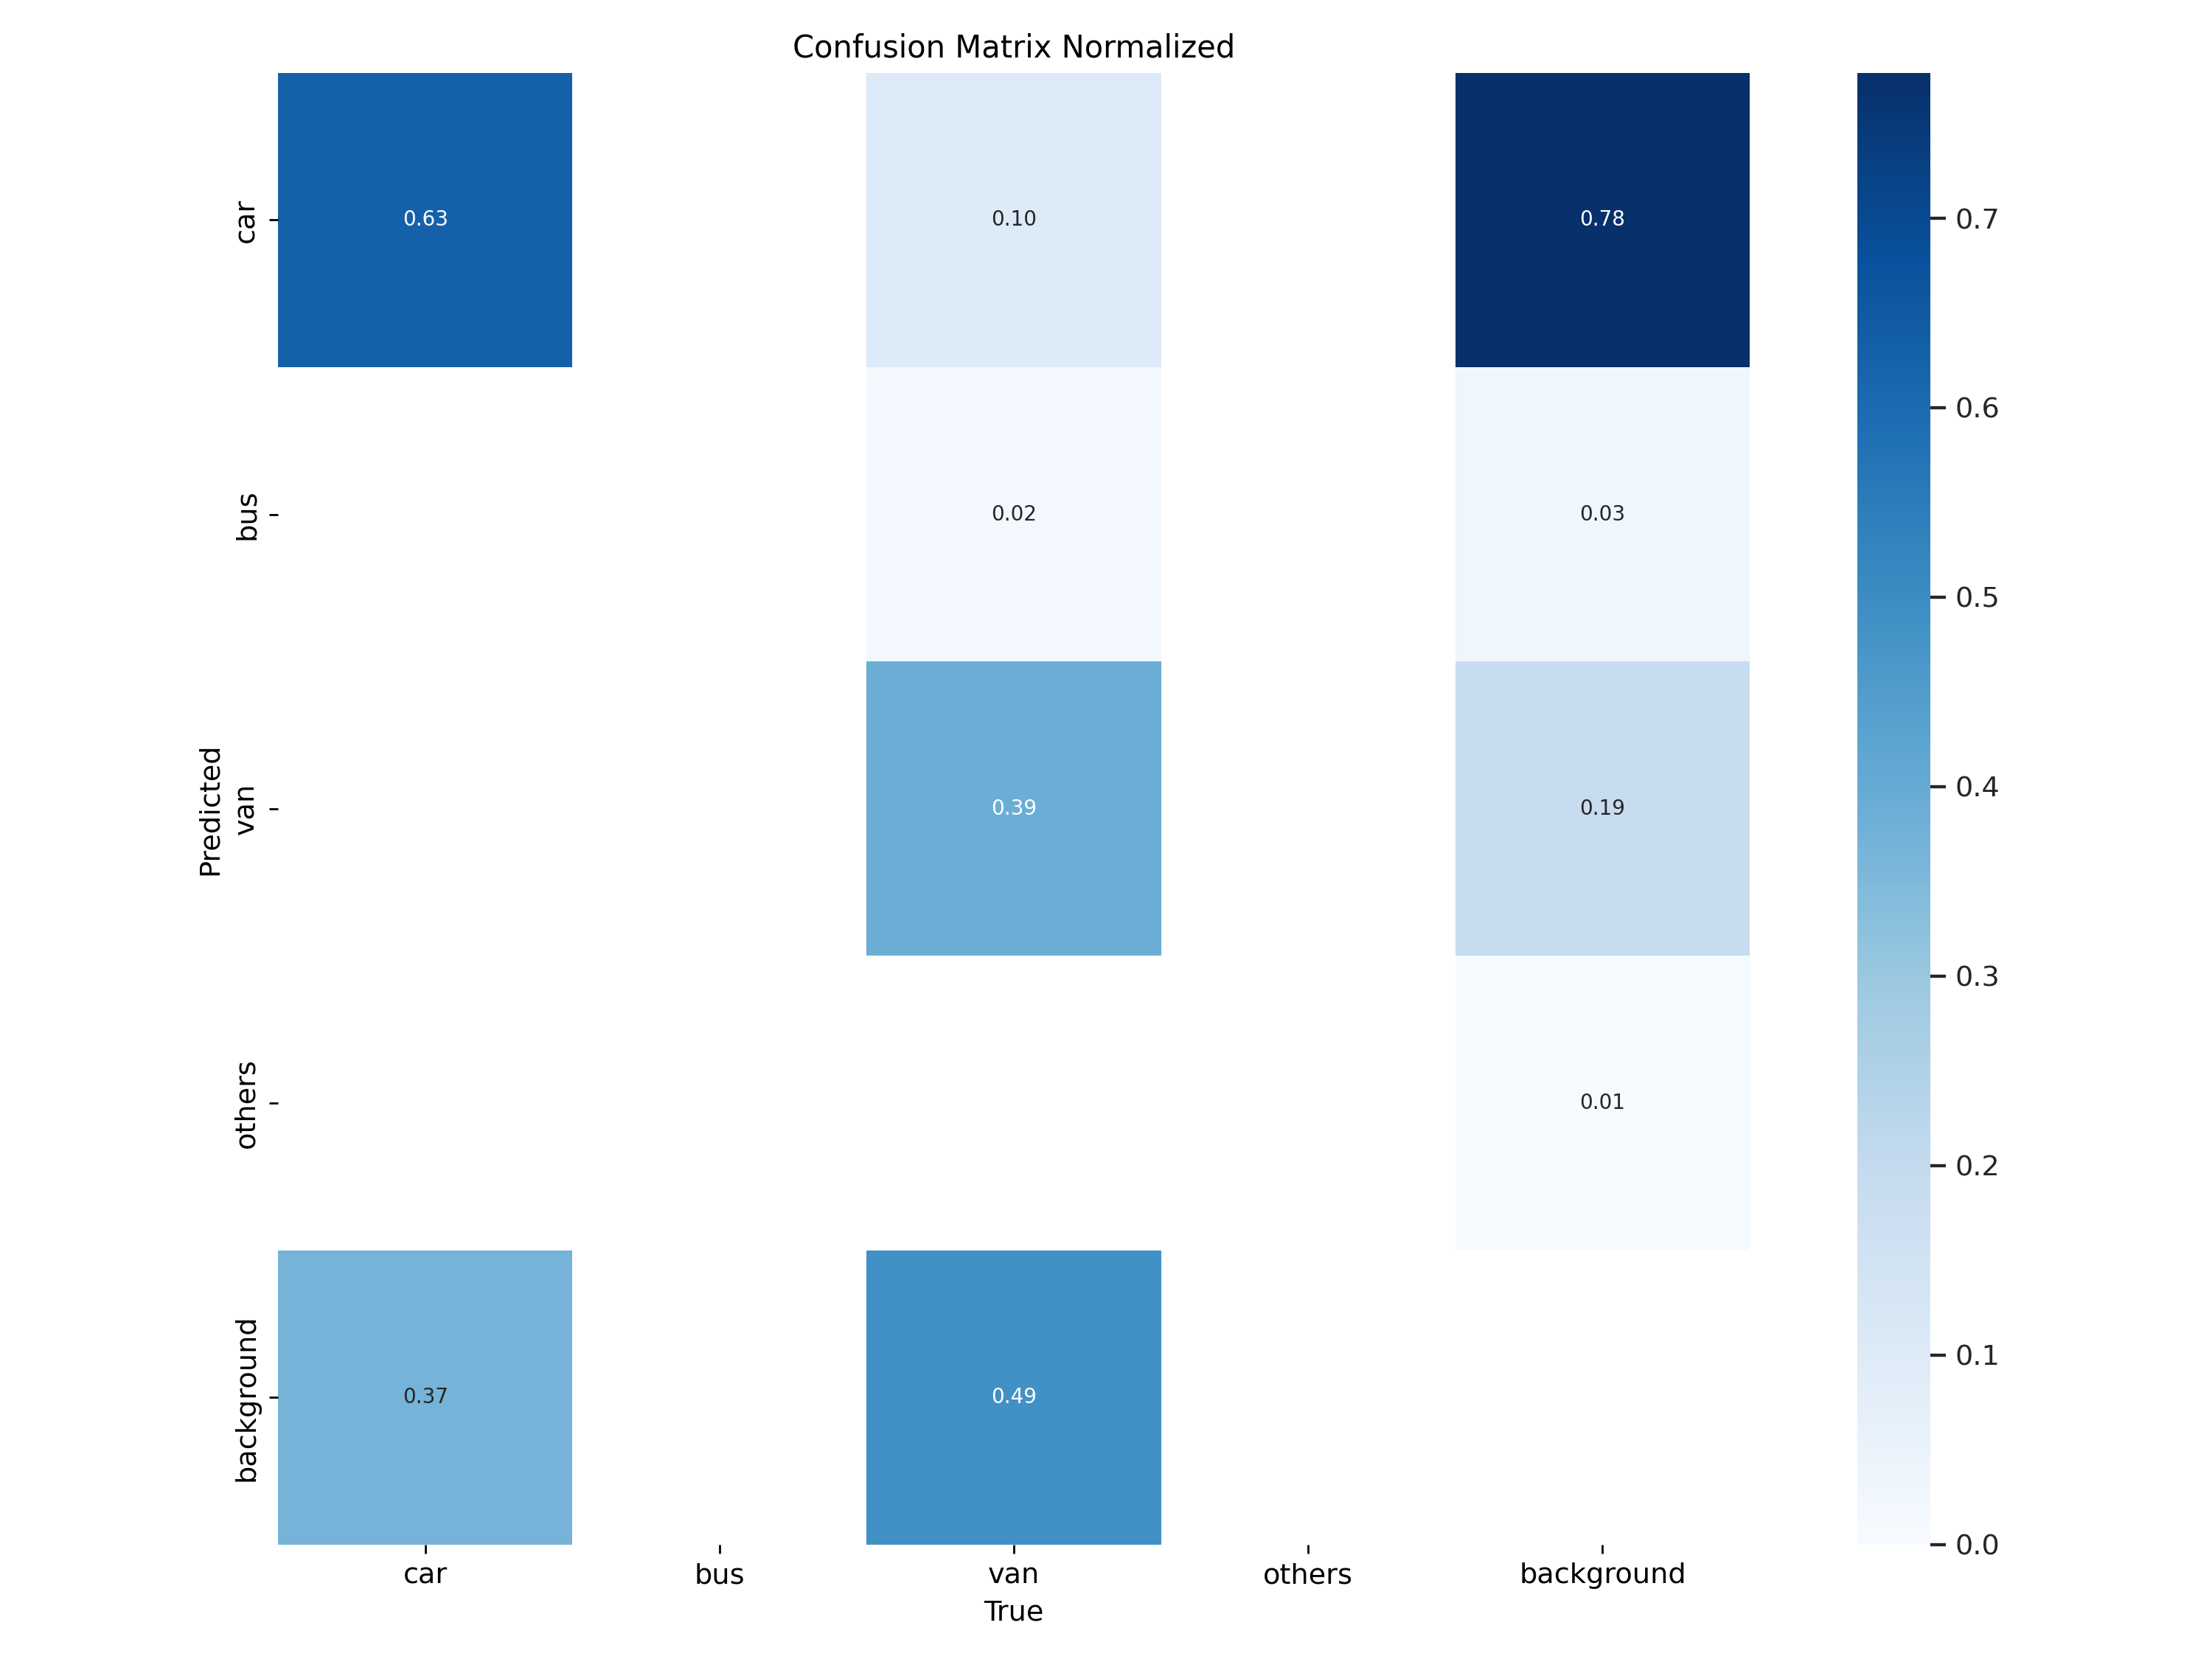 Confusion Matrix Normalized
car
0.63
0.10
0.78
0.7
0.6
bus
0.02
0.03
0.5
Predicted
van
0.39
0.19
0.4
0.3
others
0.01
0.2
background
0.37
0.49
0.1
0.0
car
bus
van
others
background
True